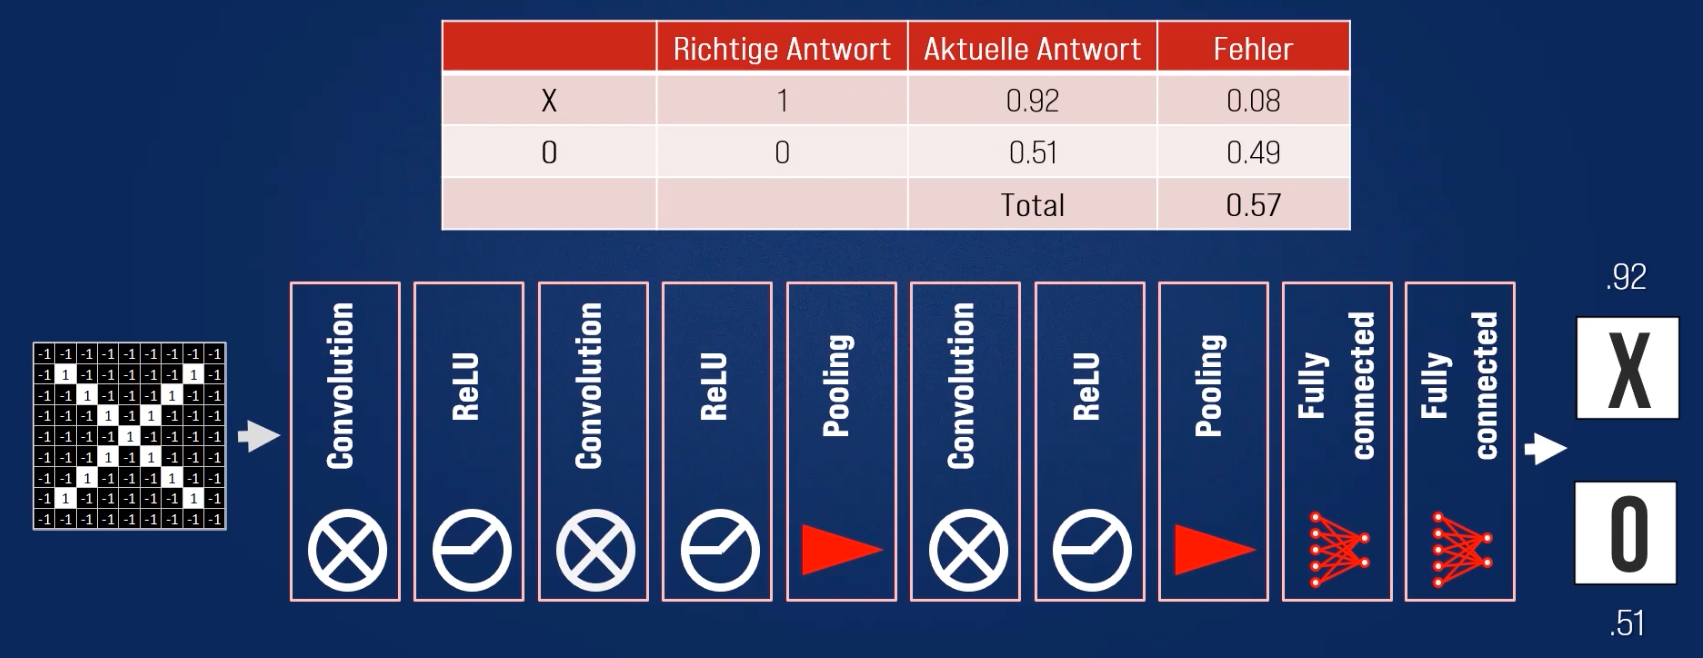 Richtige Antwort Aktuelle Antwort Fehler
X 1 0.92 0.08
0 0 0.51 0.49
Total 0.57
.92
-1 -1 -1 -1 -1 -1 -1 -1 -1
-1 1 -1 -1 -1 -1 -1 1 -1
-1 -1 1 -1 -1 -1 1 -1 -1
-1 -1 -1 1 -1 1 -1 -1 -1
-1 -1 -1 -1 1 -1 -1 -1 -1
-1 -1 -1 1 -1 1 -1 -1 -1
-1 -1 1 -1 -1 -1 1 -1 -1
-1 1 -1 -1 -1 -1 -1 1 -1
-1 -1 -1 -1 -1 -1 -1 -1 -1
Convolution
ReLU
Convolution
ReLU
Pooling
Convolution
ReLU
Pooling
Fully
connected
Fully
connected
X
0
.51